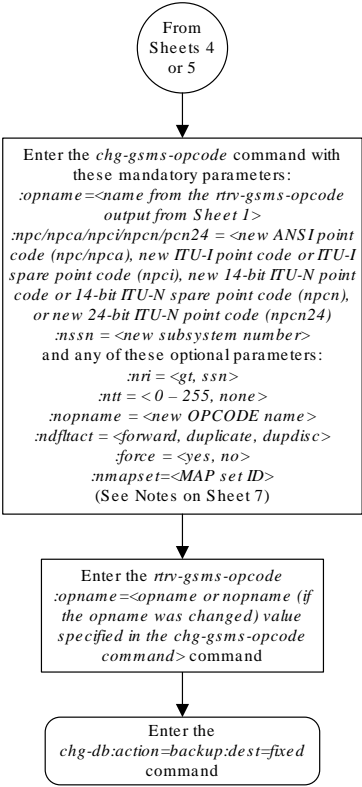 From
Sheets 4
or 5
Enter the chg-gsms-opcode command with
these mandatory parameters:
:opname=<name from the rtrv-gsms-opcode
output from Sheet 1>
:npc/npca/npci/npcn/pcn24 = <new ANSI point
code (npc/npca), new ITU-I point code or ITU-I
spare point code (npci), new 14-bit ITU-N point
code or 14-bit ITU-N spare point code (npcn),
or new 24-bit ITU-N point code (npcn24)
:nssn = <new subsystem number>
and any of these optional parameters:
:nri = <gt, ssn>
:ntt = < 0 – 255, none>
:nopname = <new OPCODE name>
:ndfltact = <forward, duplicate, dupdisc>
:force = <yes, no>
:nmapset=<MAP set ID>
(See Notes on Sheet 7)
Enter the rtrv-gsms-opcode
:opname=<opname or nopname (if
the opname was changed) value
specified in the chg-gsms-opcode
command> command
Enter the
chg-db:action=backup:dest=fixed
command